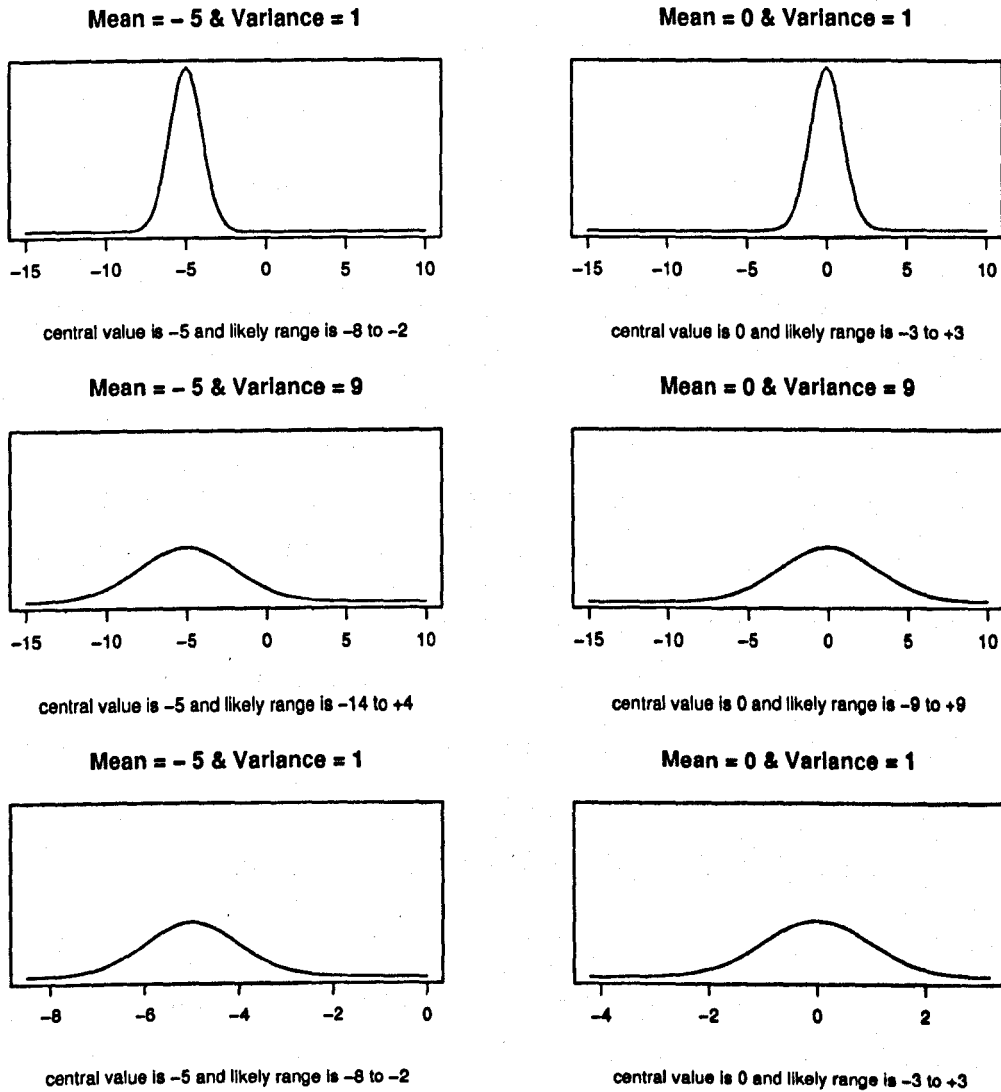 Mean = – 5 & Variance = 1
Mean = 0 & Variance = 1
–15 –10 –5 0 5 10
–15 –10 –5 0 5 10
central value is –5 and likely range is –8 to –2
central value is 0 and likely range is –3 to +3
Mean = – 5 & Variance = 9
Mean = 0 & Variance = 9
–15 –10 –5 0 5 10
–15 –10 –5 0 5 10
central value is –5 and likely range is –14 to +4
central value is 0 and likely range is –9 to +9
Mean = – 5 & Variance = 1
Mean = 0 & Variance = 1
–8 –6 –4 –2 0
–4 –2 0 2
central value is –5 and likely range is –8 to –2
central value is 0 and likely range is –3 to +3